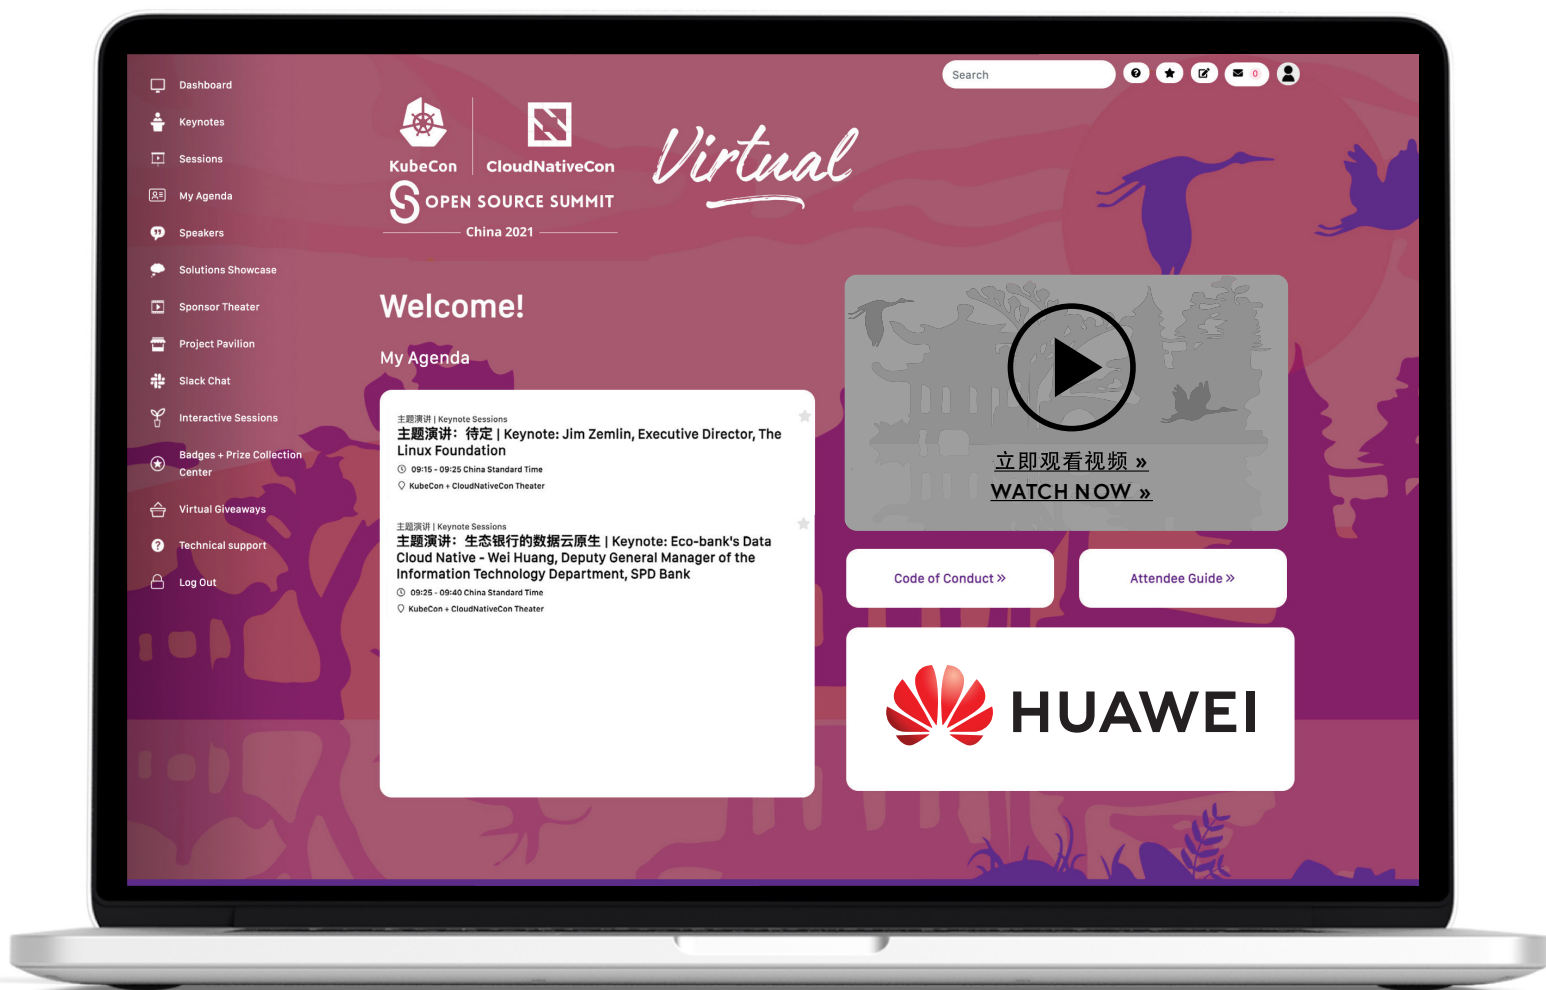 Dashboard
Keynotes
Sessions
My Agenda
Speakers
Solutions Showcase
Sponsor Theater
Project Pavilion
Slack Chat
Interactive Sessions
Badges + Prize Collection
Center
Virtual Giveaways
Technical support
Log Out
Search
0
KubeCon
CloudNativeCon
OPEN SOURCE SUMMIT
China 2021
Virtual
Welcome!
My Agenda
主题演讲 | Keynote Sessions
主题演讲：待定 | Keynote: Jim Zemlin, Executive Director, The
Linux Foundation
09:15 - 09:25 China Standard Time
KubeCon + CloudNativeCon Theater
主题演讲 | Keynote Sessions
主题演讲：生态银行的数据云原生 | Keynote: Eco-bank's Data
Cloud Native - Wei Huang, Deputy General Manager of the
Information Technology Department, SPD Bank
09:25 - 09:40 China Standard Time
KubeCon + CloudNativeCon Theater
立即观看视频 »
WATCH NOW »
Code of Conduct »
Attendee Guide »
HUAWEI